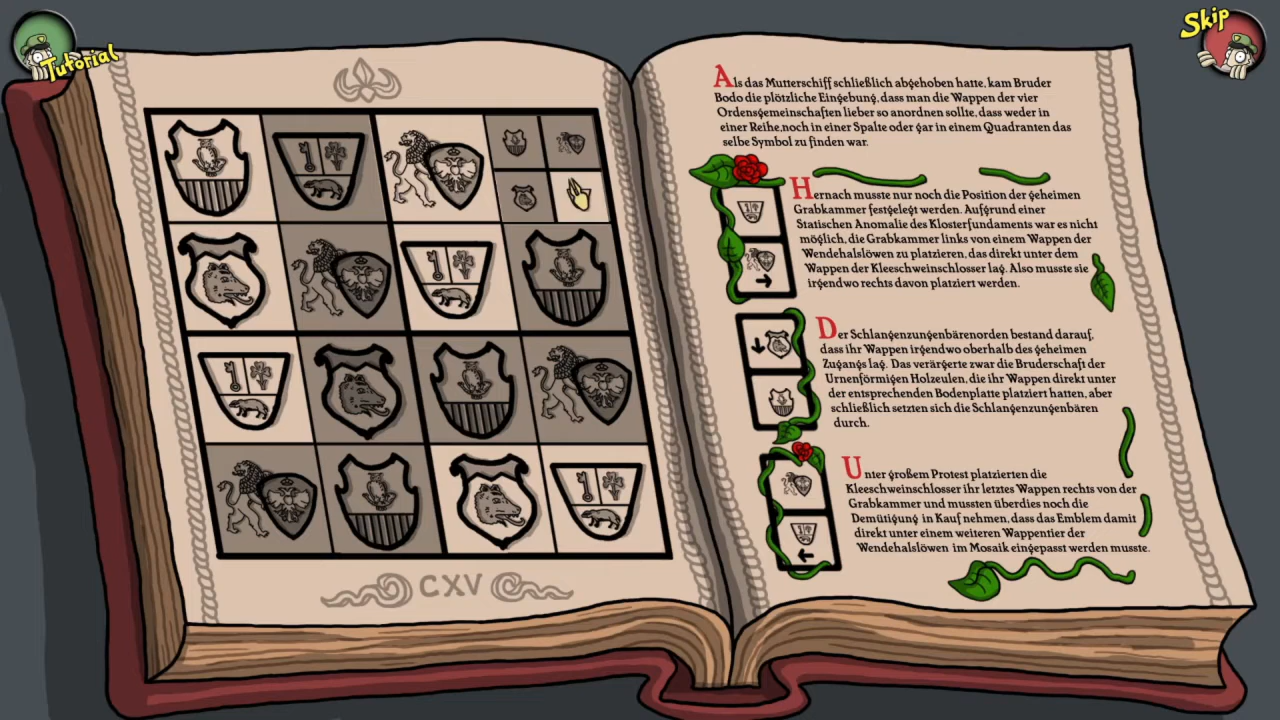 Tutorial
Skip
Als das Mutterschiff schließlich abgehoben hatte, kam Bruder
Bodo die plötzliche Eingebung, dass man die Wappen der vier
Ordensgemeinschaften lieber so anordnen sollte, dass weder in
einer Reihe,noch in einer Spalte oder gar in einem Quadranten das
selbe Symbol zu finden war.
Hernach musste nur noch die Position der geheimen
Grabkammer festgelegt werden. Aufgrund einer
Statischen Anomalie des Klosterfundaments war es nicht
möglich, die Grabkammer links von einem Wappen der
Wendehalslöwen zu platzieren, das direkt unter dem
Wappen der Kleeschweinschlosser lag. Also musste sie
irgendwo rechts davon platziert werden.
Der Schlangenzungenbärenorden bestand darauf,
dass ihr Wappen irgendwo oberhalb des geheimen
Zugangs lag. Das verärgerte zwar die Bruderschaft der
Urnenförmigen Holzeulen, die ihr Wappen direkt unter
der entsprechenden Bodenplatte platziert hatten, aber
schließlich setzten sich die Schlangenzungenbären
durch.
Unter großem Protest platzierten die
Kleeschweinschlosser ihr letztes Wappen rechts von der
Grabkammer und mussten überdies noch die
Demütigung in Kauf nehmen, dass das Emblem damit
direkt unter einem weiteren Wappentier der
Wendehalslöwen im Mosaik eingepasst werden musste.
CXV